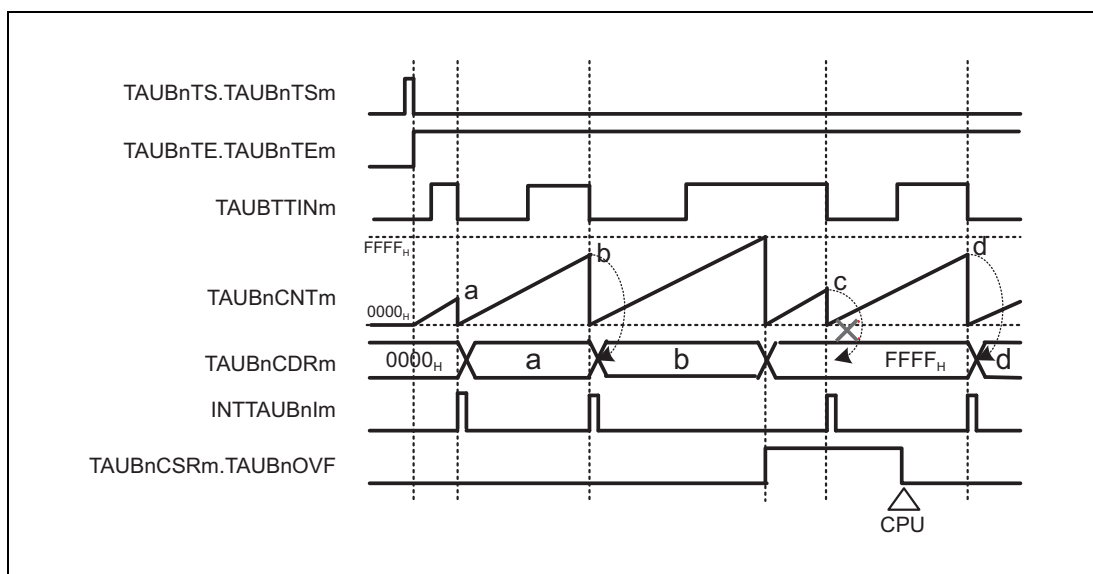 TAUBnTS.TAUBnTSm
TAUBnTE.TAUBnTEm
TAUBTTINm
FFFFH
TAUBnCNTm
0000H
a
b
c
d
TAUBnCDRm
0000H
a
b
FFFFH
d
INTTAUBnIm
TAUBnCSRm.TAUBnOVF
CPU